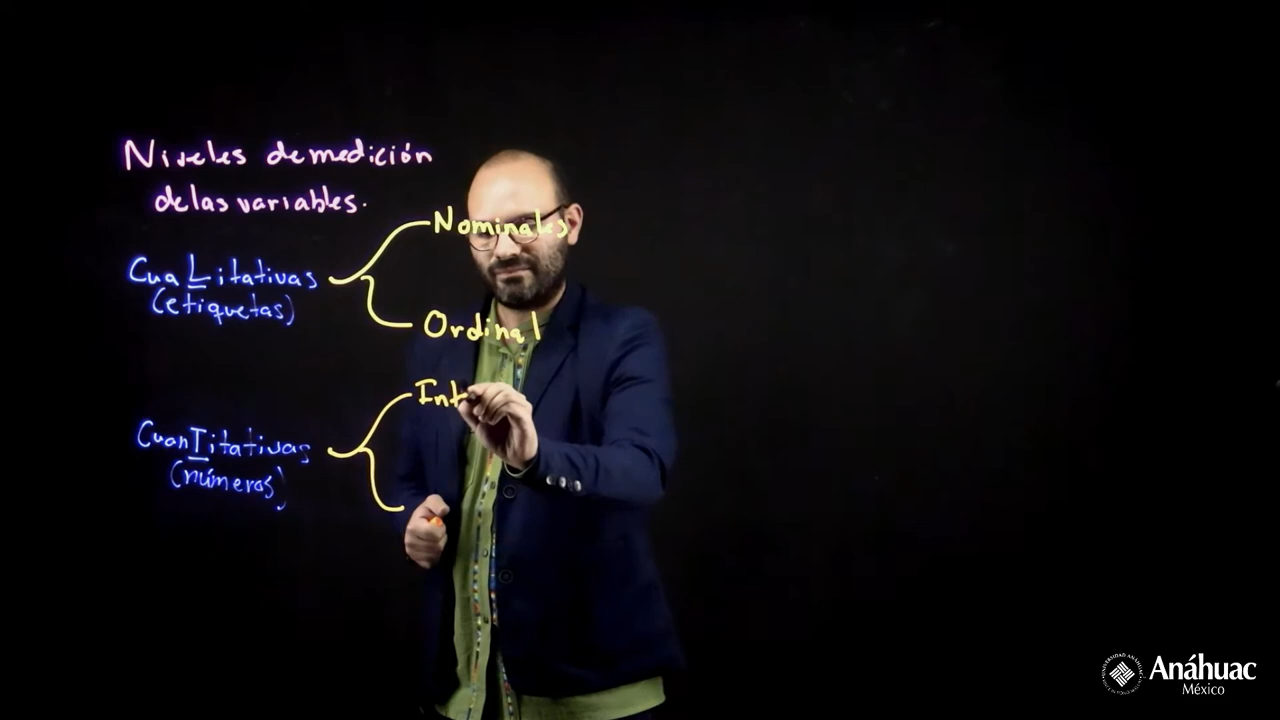 Niveles de medición
de las variables.
Nominales
CuaLitativas
(etiquetas)
Ordinal
Int
CuanTitativas
(números)
Anáhuac
México